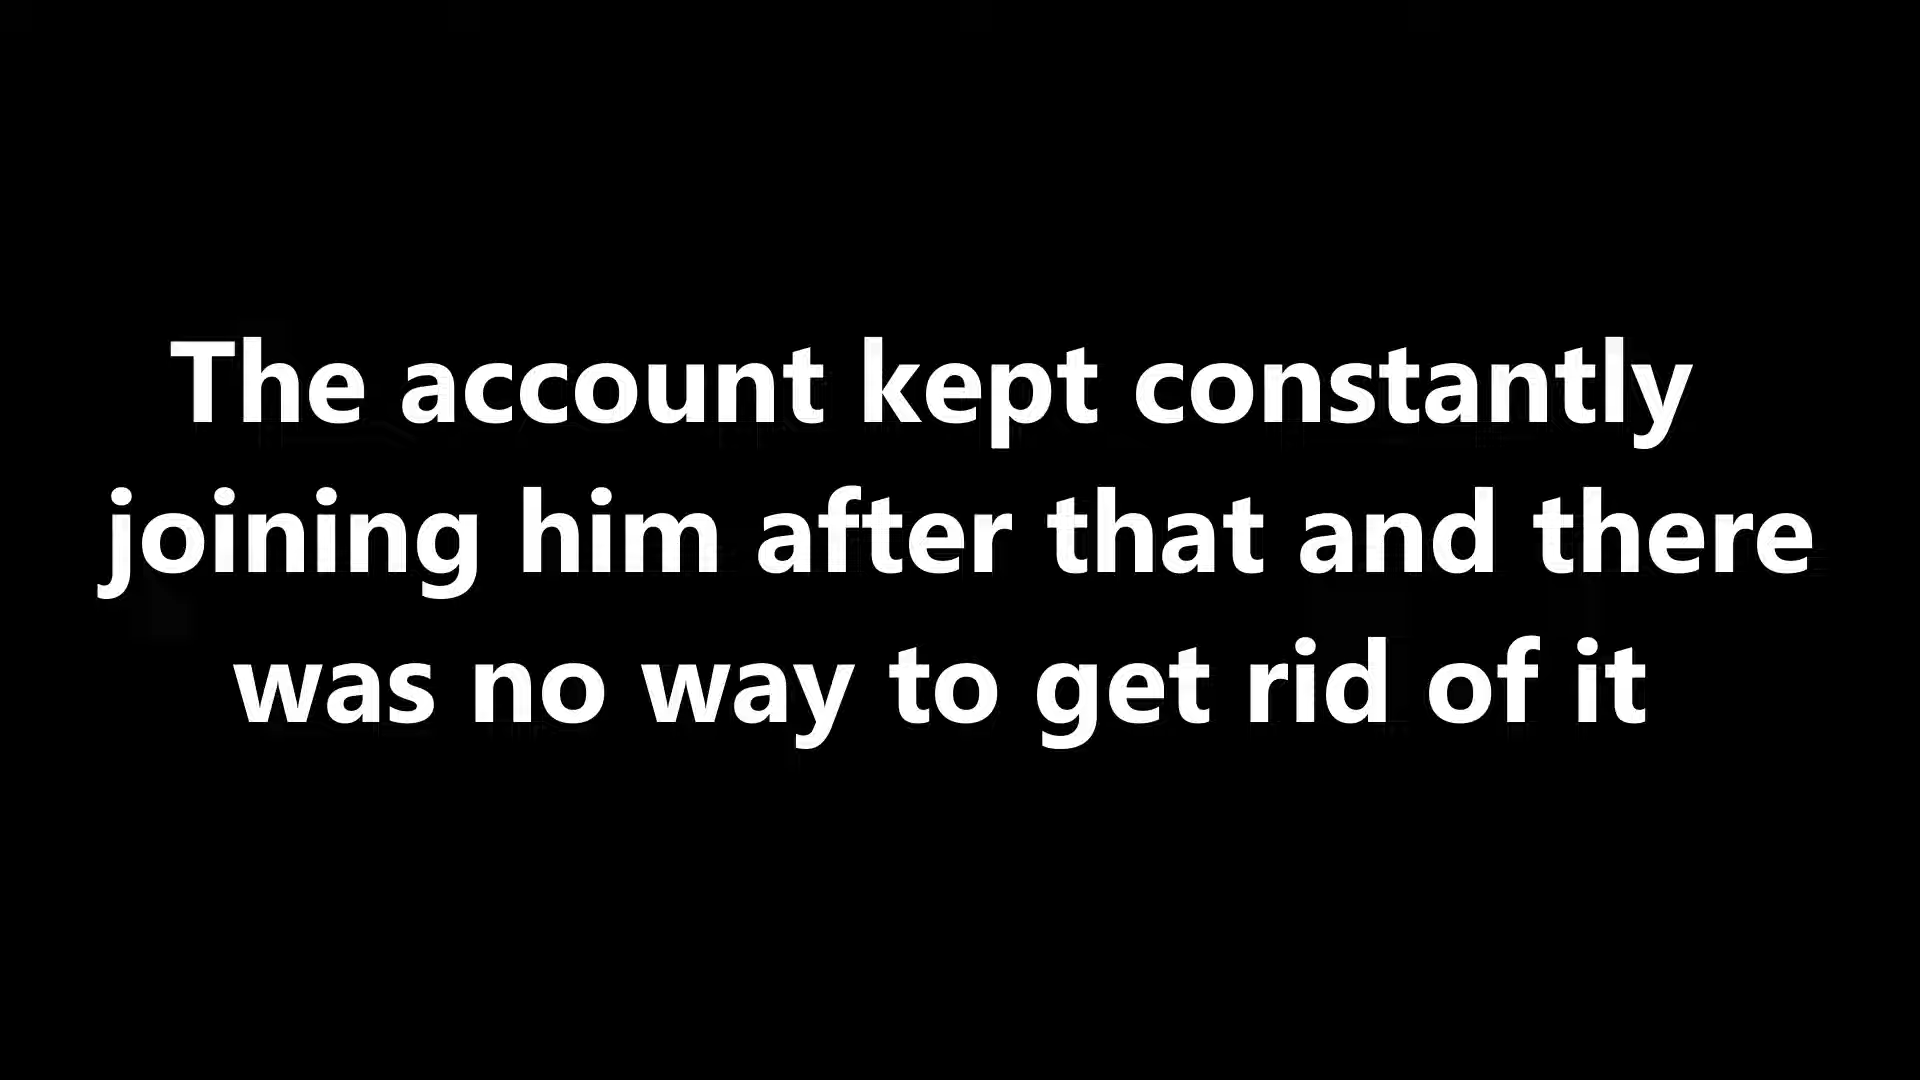 The account kept constantly
joining him after that and there
was no way to get rid of it